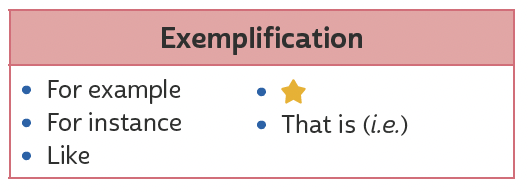 Exemplification
For example
For instance
Like
That is (i.e.)